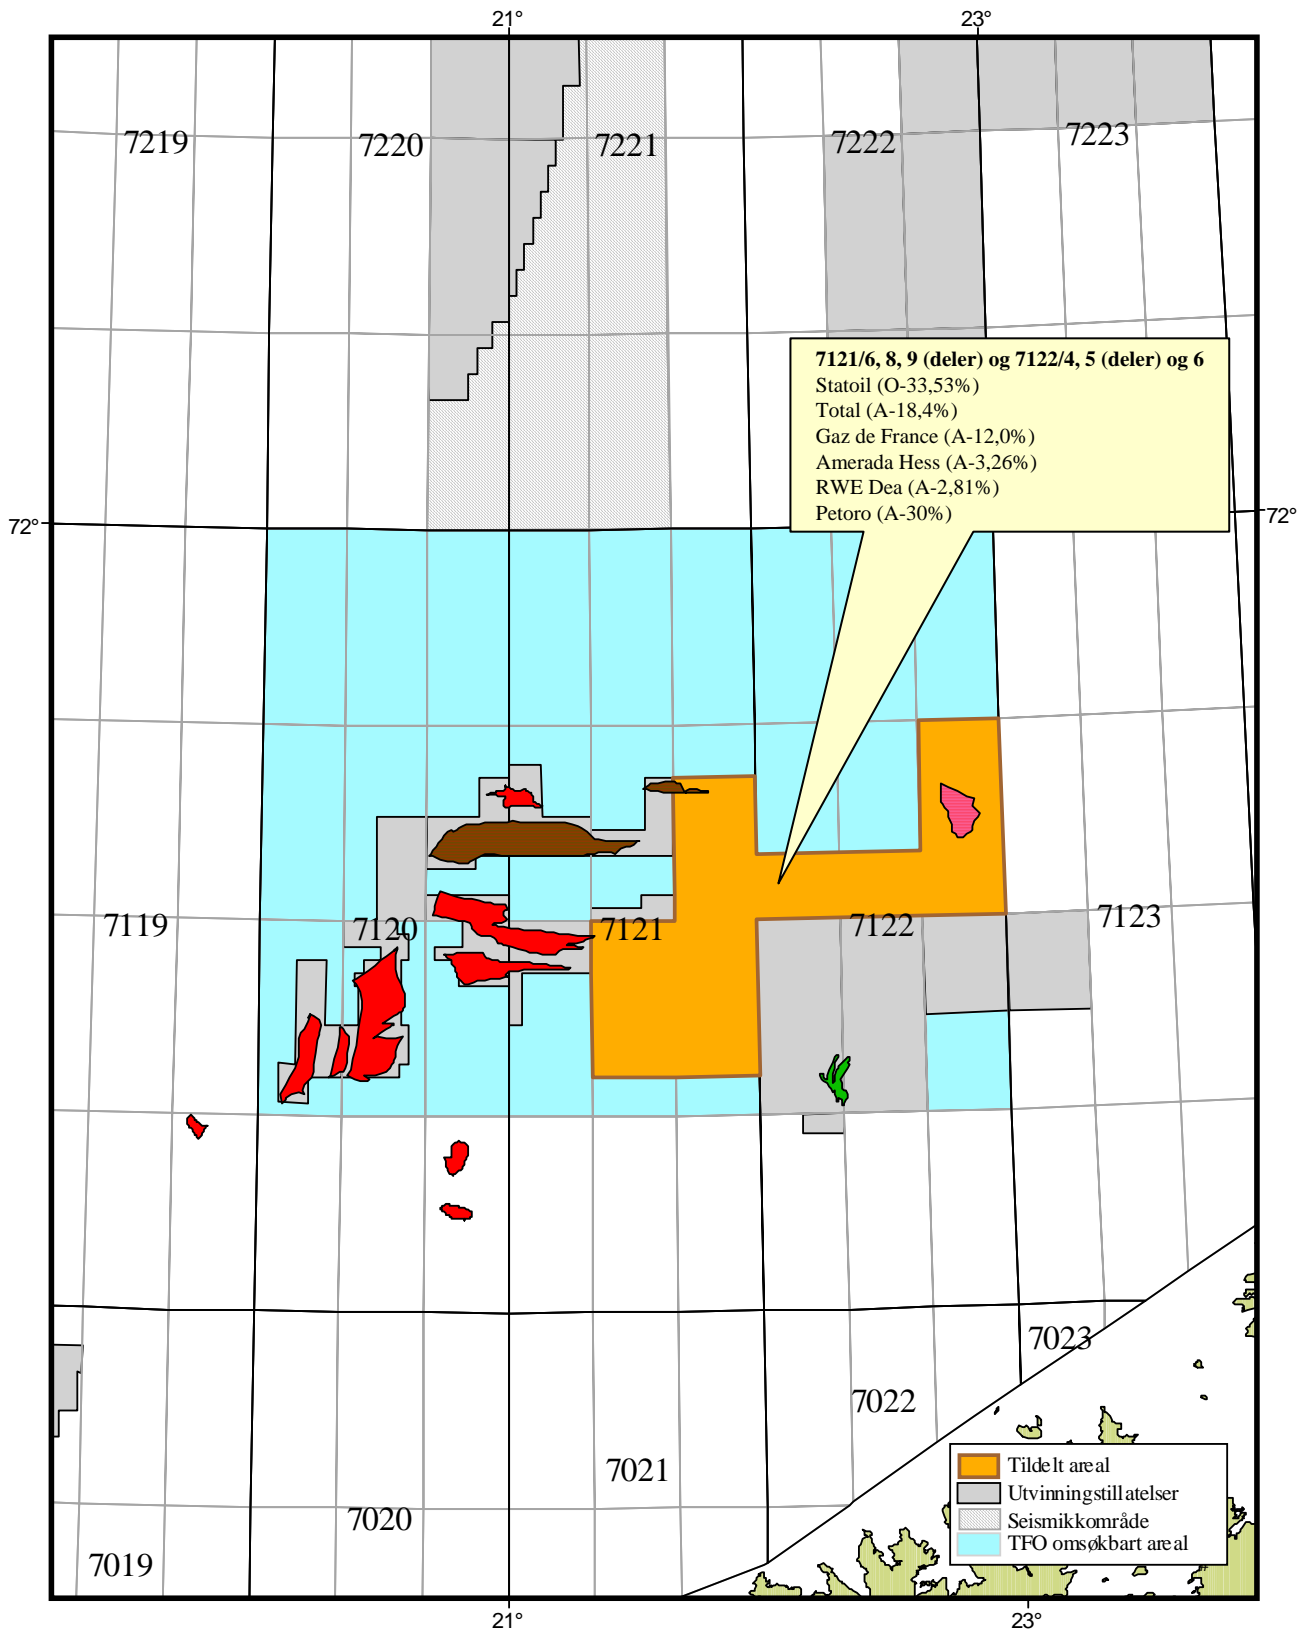 21°
23°
7219
7220
7221
7222
7223
7121/6, 8, 9 (deler) og 7122/4, 5 (deler) og 6
Statoil (O-33,53%)
Total (A-18,4%)
Gaz de France (A-12,0%)
Amerada Hess (A-3,26%)
RWE Dea (A-2,81%)
Petoro (A-30%)
72°
72°
7119
7120
7121
7122
7123
7023
7022
7021
7020
7019
Tildelt areal
Utvinningstillatelser
Seismikkområde
TFO omsøkbart areal
21°
23°